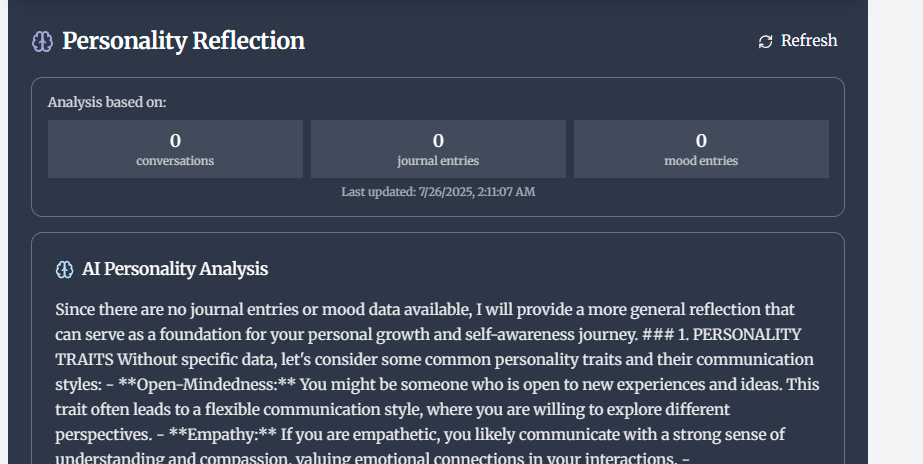 Personality Reflection
Refresh
Analysis based on:
0
conversations
0
journal entries
0
mood entries
Last updated: 7/26/2025, 2:11:07 AM
AI Personality Analysis
Since there are no journal entries or mood data available, I will provide a more general reflection that
can serve as a foundation for your personal growth and self-awareness journey. ### 1. PERSONALITY
TRAITS Without specific data, let's consider some common personality traits and their communication
styles: - **Open-Mindedness:** You might be someone who is open to new experiences and ideas. This
trait often leads to a flexible communication style, where you are willing to explore different
perspectives. - **Empathy:** If you are empathetic, you likely communicate with a strong sense of
understanding and compassion, valuing emotional connections in your interactions. -